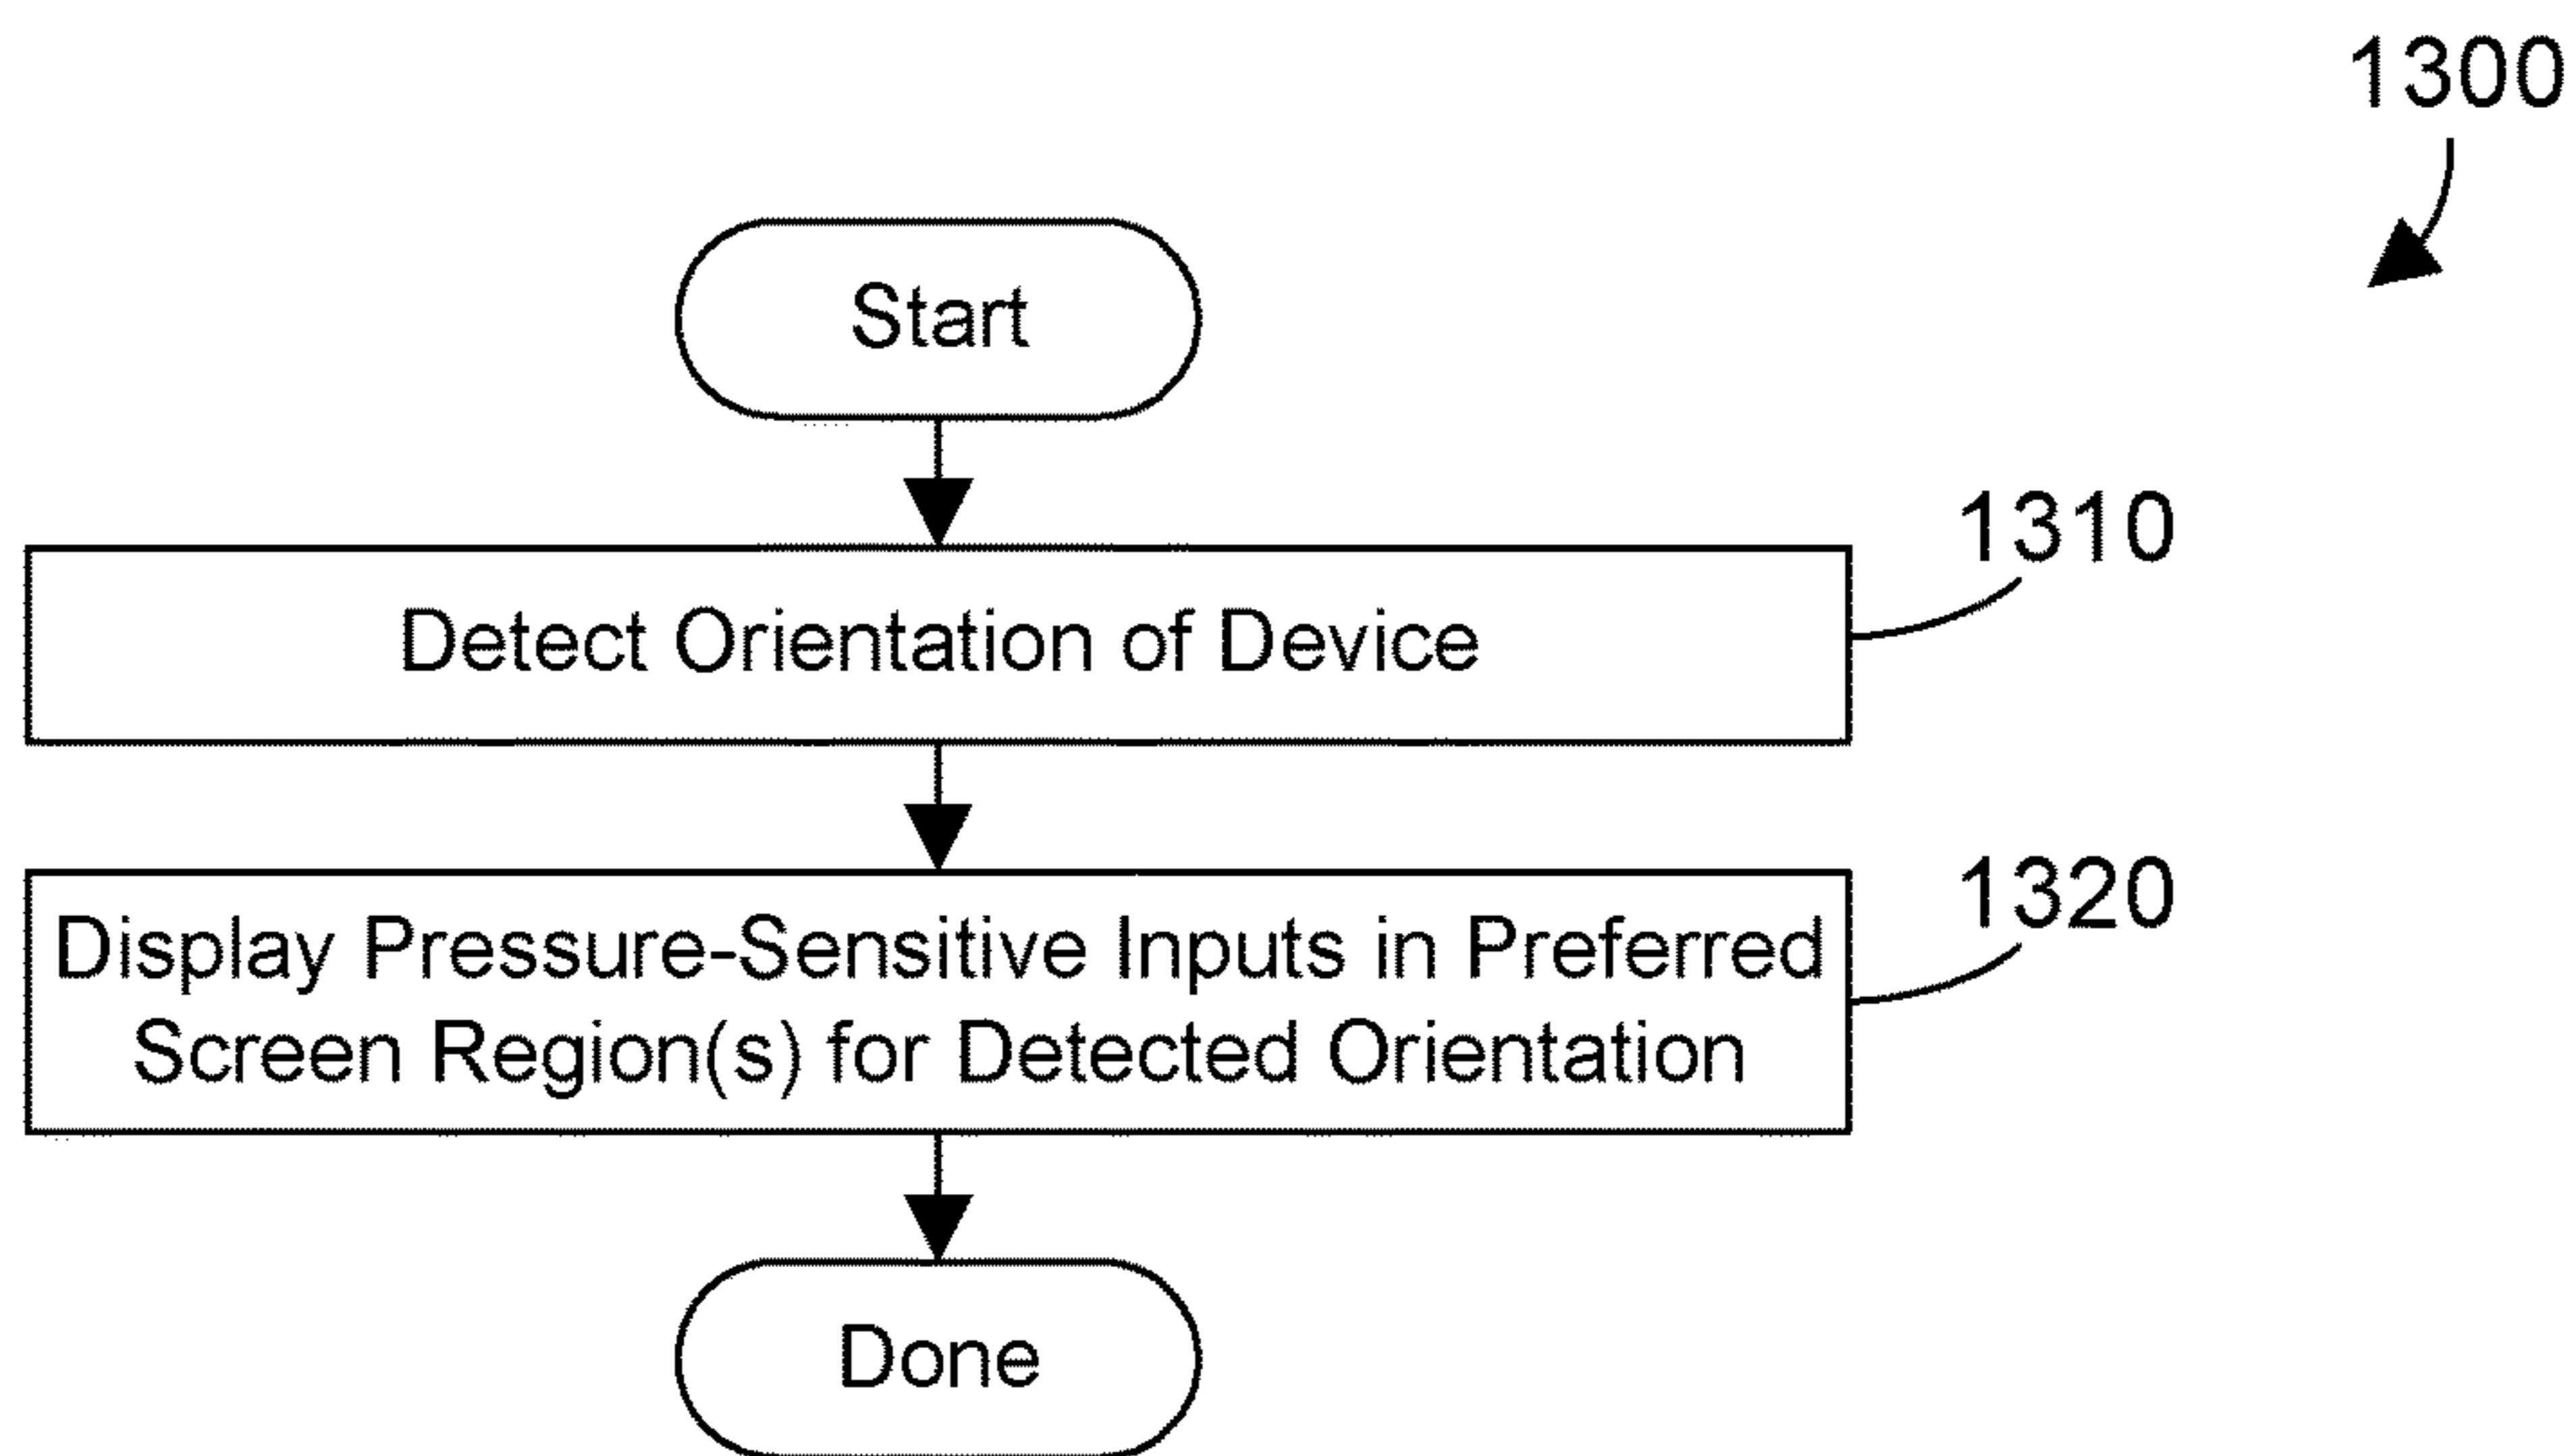 1300
Start
1310
Detect Orientation of Device
1320
Display Pressure-Sensitive Inputs in Preferred
Screen Region(s) for Detected Orientation
Done